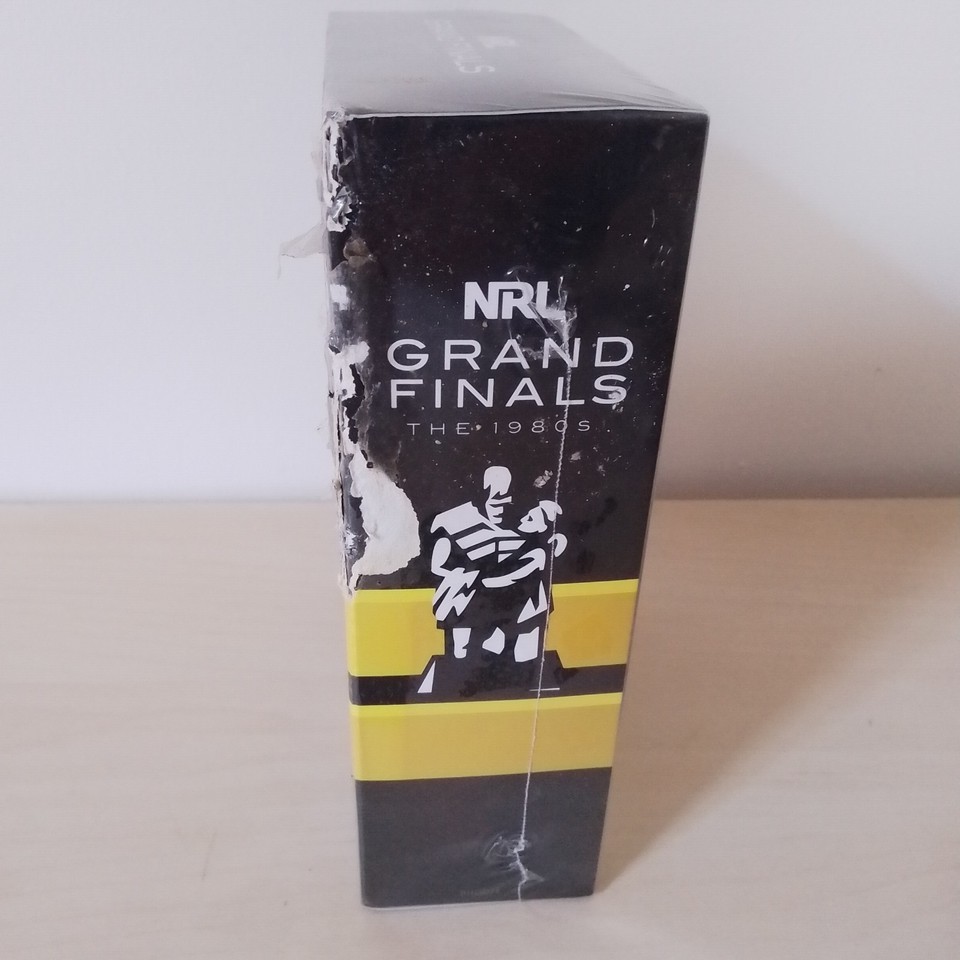 NRL
GRAND
FINALS
THE 1980s